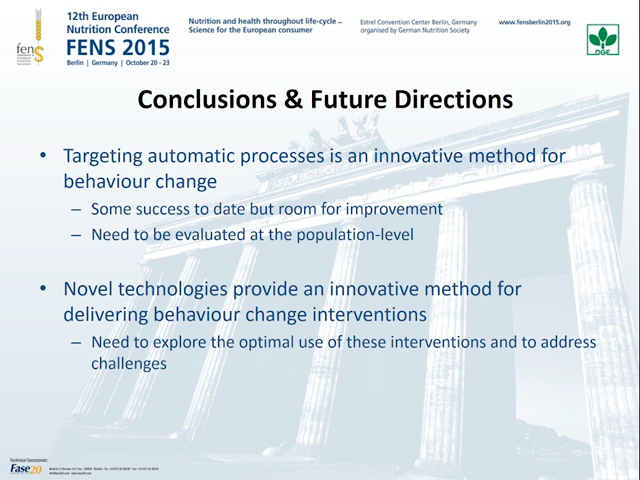 12th European
Nutrition Conference
FENS 2015
Berlin | Germany | October 20 - 23
Nutrition and health throughout life-cycle –
Science for the European consumer
Estrel Convention Center Berlin, Germany
organised by German Nutrition Society
www.fensberlin2015.org
fens
DGE
Conclusions & Future Directions
• Targeting automatic processes is an innovative method for
behaviour change
– Some success to date but room for improvement
– Need to be evaluated at the population-level
• Novel technologies provide an innovative method for
delivering behaviour change interventions
– Need to explore the optimal use of these interventions and to address
challenges
Technical Secretariat:
Fase20